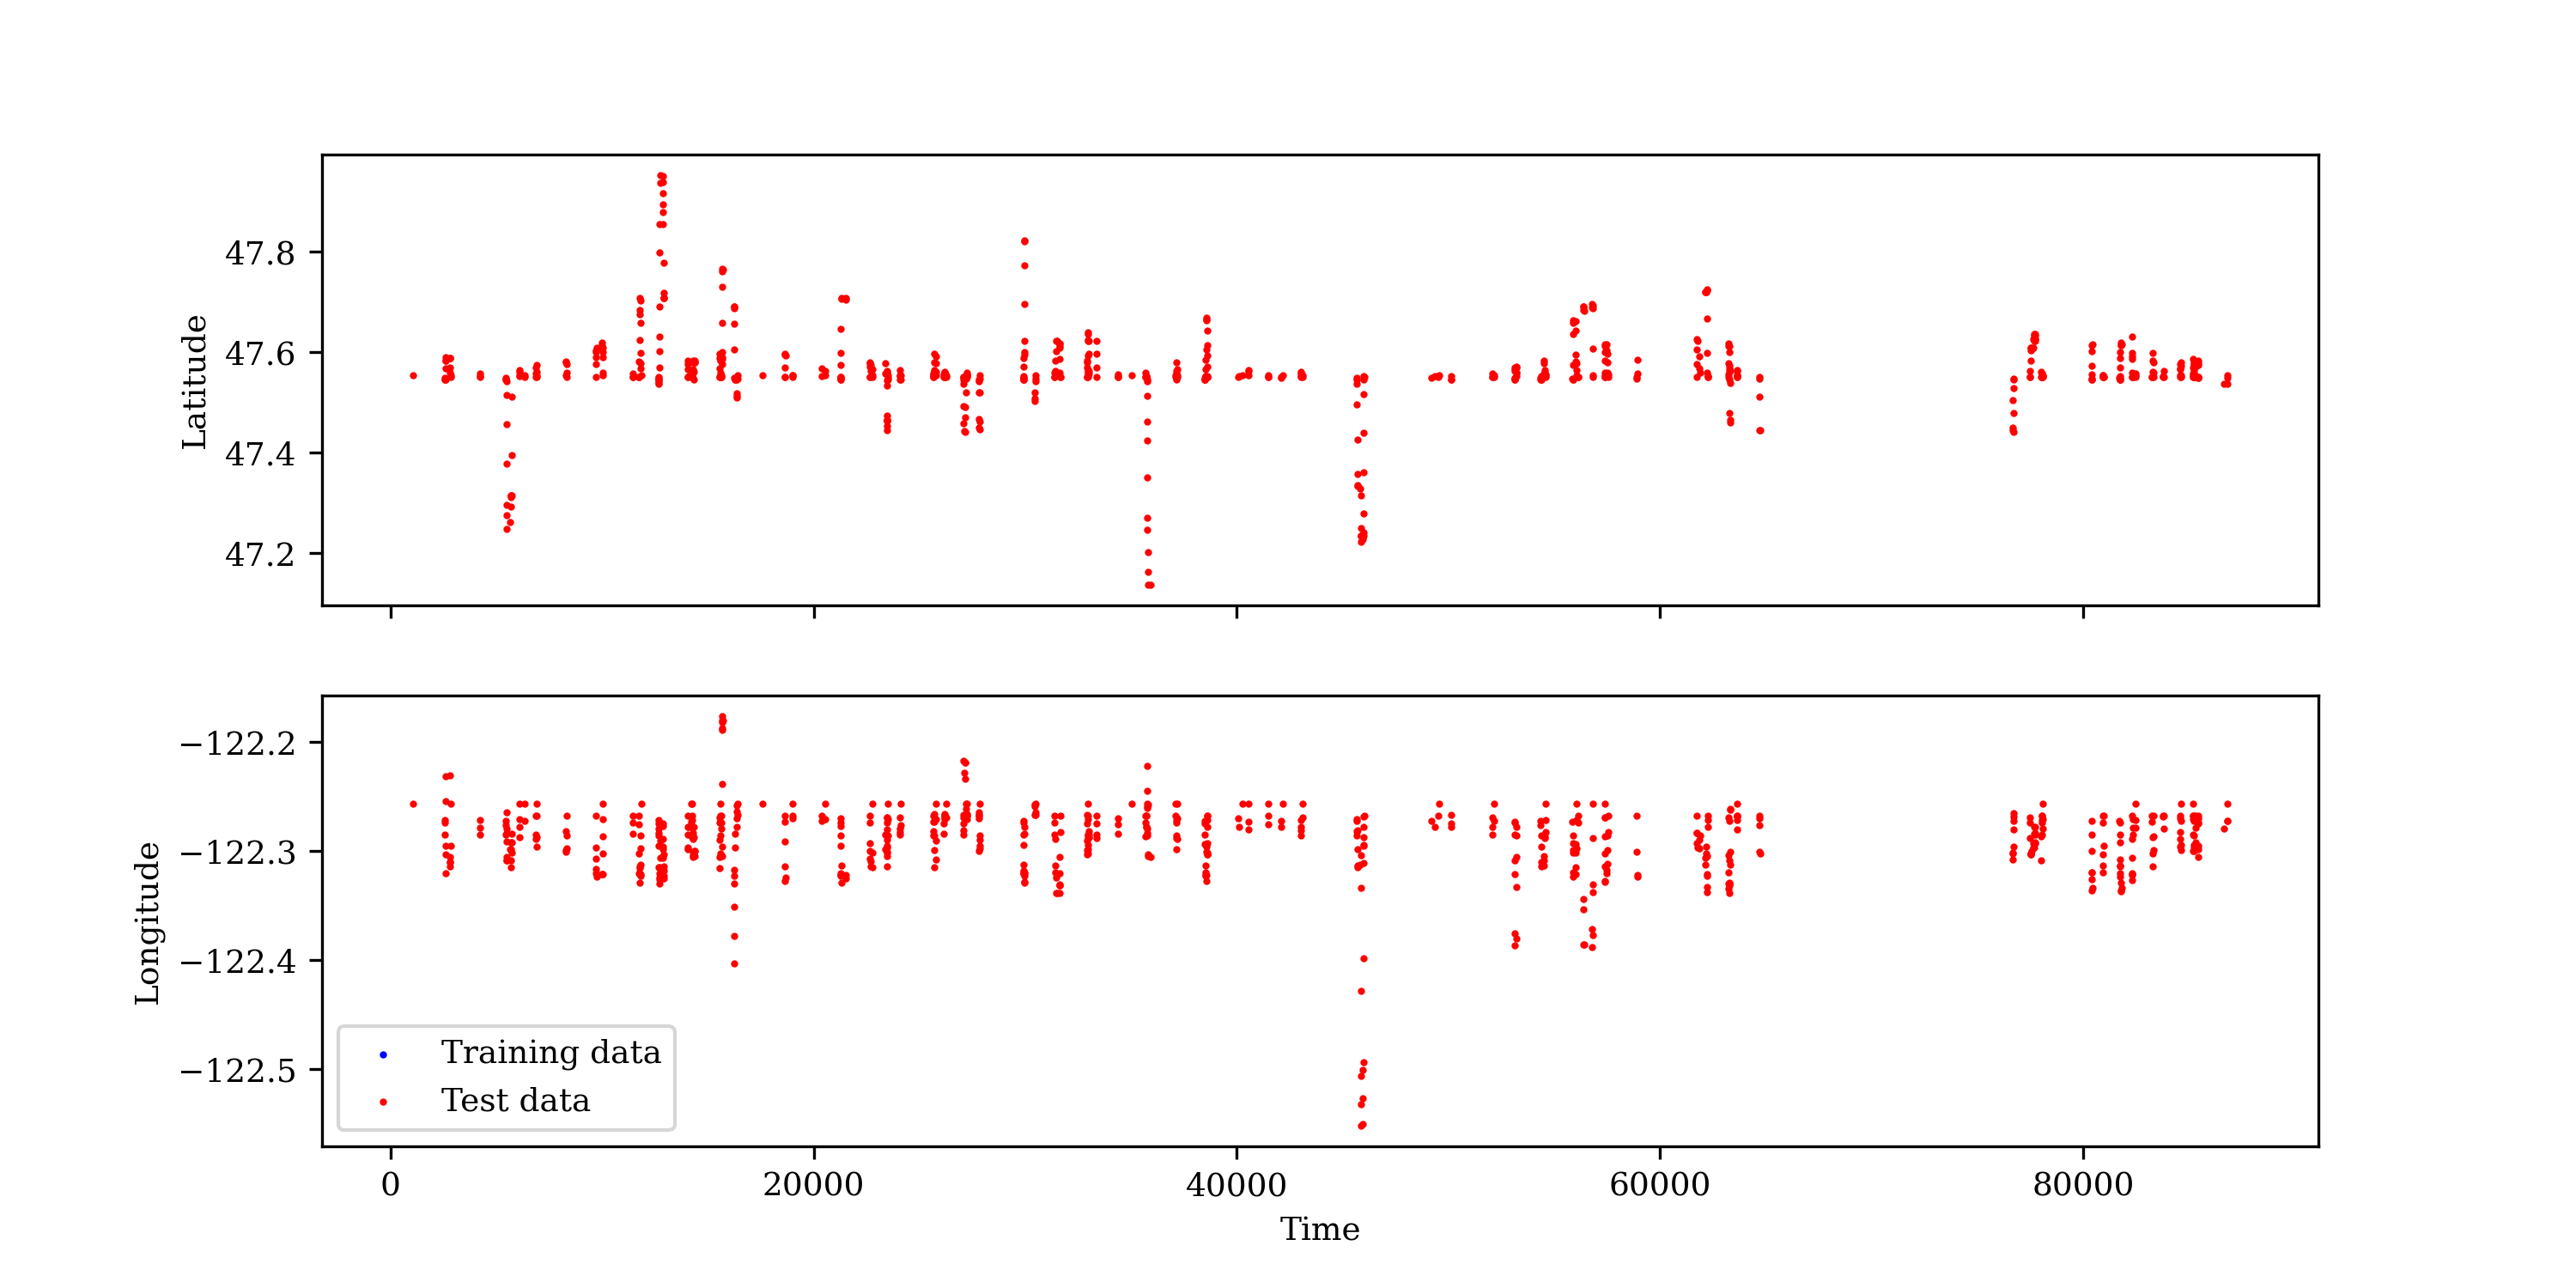 47.8
47.6
47.4
47.2
Latitude
−122.2
−122.3
−122.4
−122.5
Longitude
Training data
Test data
0 20000 40000 60000 80000
Time